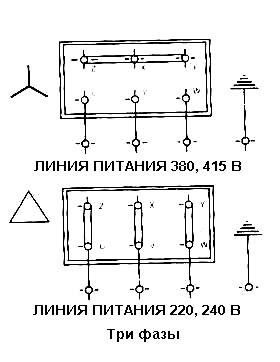 Z X Y
U V W
ЛИНИЯ ПИТАНИЯ 380, 415 В
Z X Y
U V W
ЛИНИЯ ПИТАНИЯ 220, 240 В
Три фазы